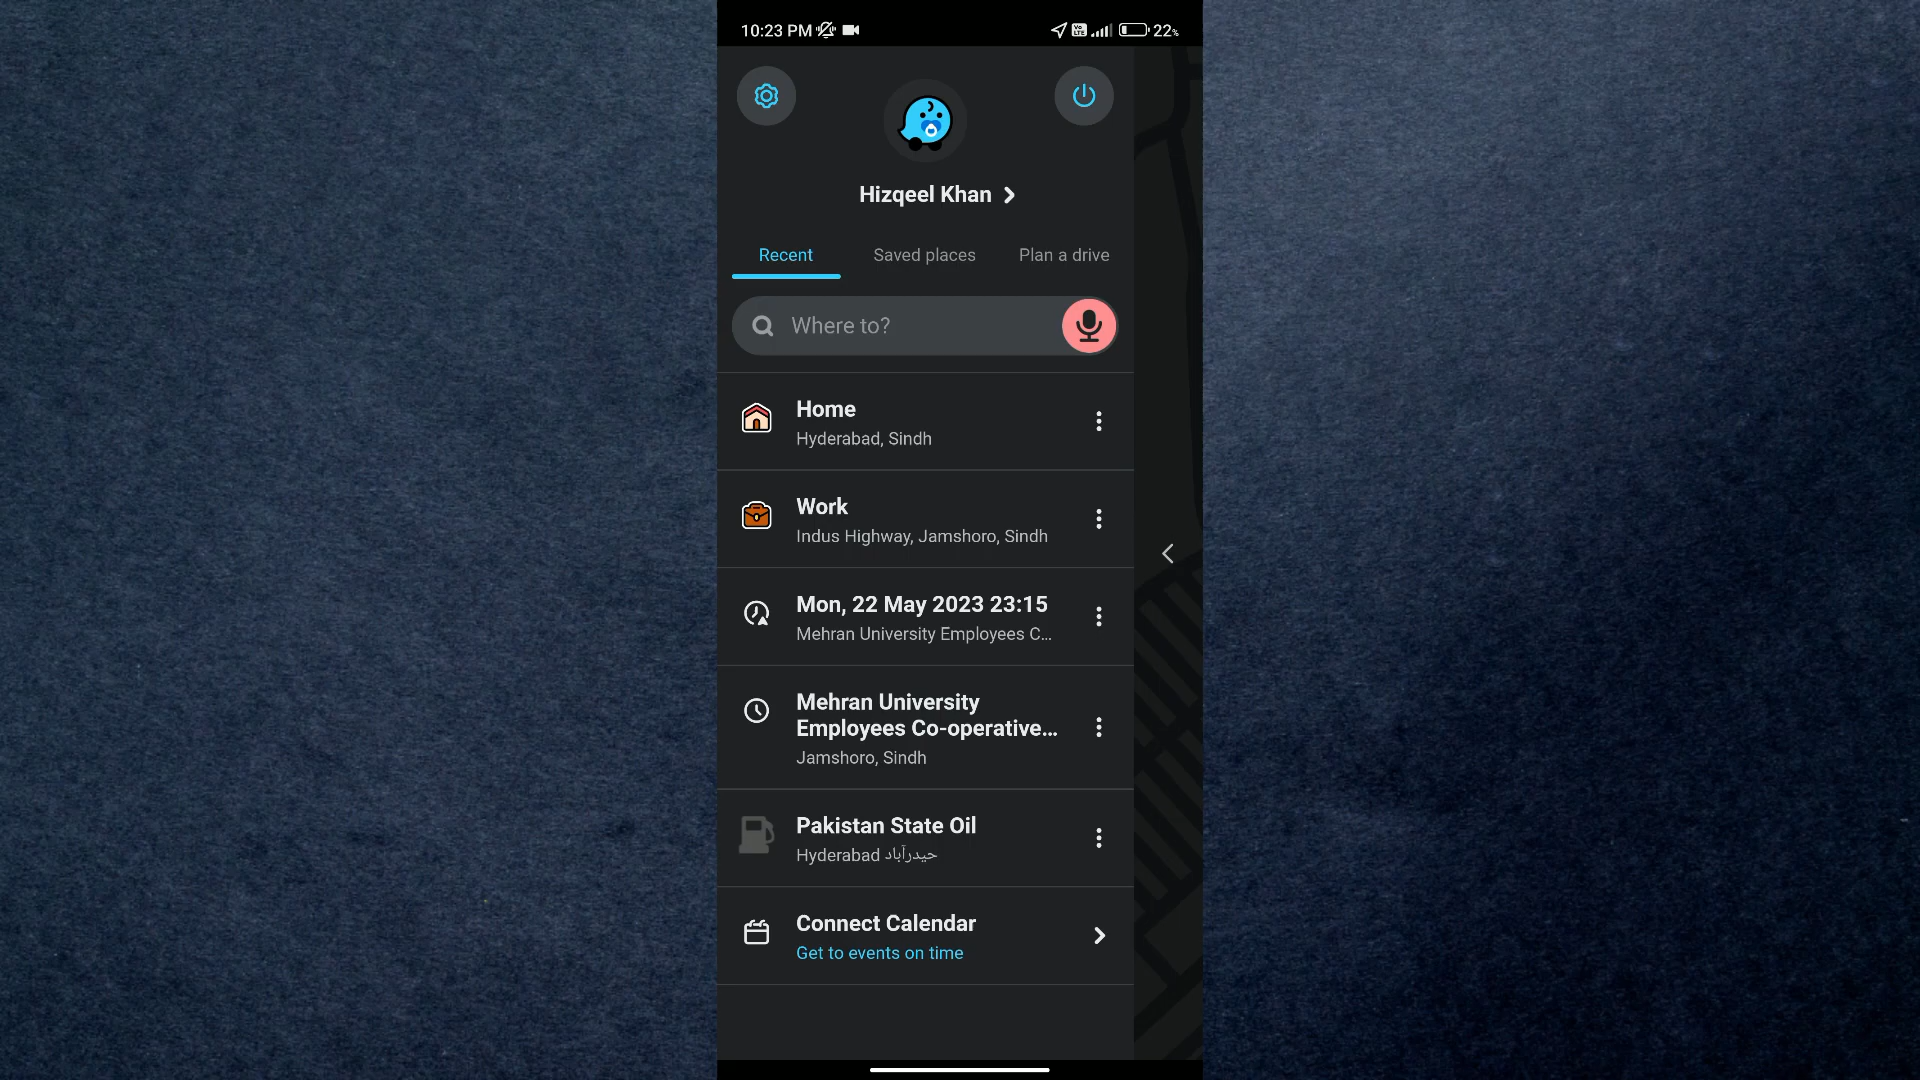 10:23 PM
22%
Hizqeel Khan
Recent
Saved places
Plan a drive
Where to?
Home
Hyderabad, Sindh
Work
Indus Highway, Jamshoro, Sindh
Mon, 22 May 2023 23:15
Mehran University Employees C...
Mehran University
Employees Co-operative...
Jamshoro, Sindh
Pakistan State Oil
Hyderabad حیدرآباد
Connect Calendar
Get to events on time